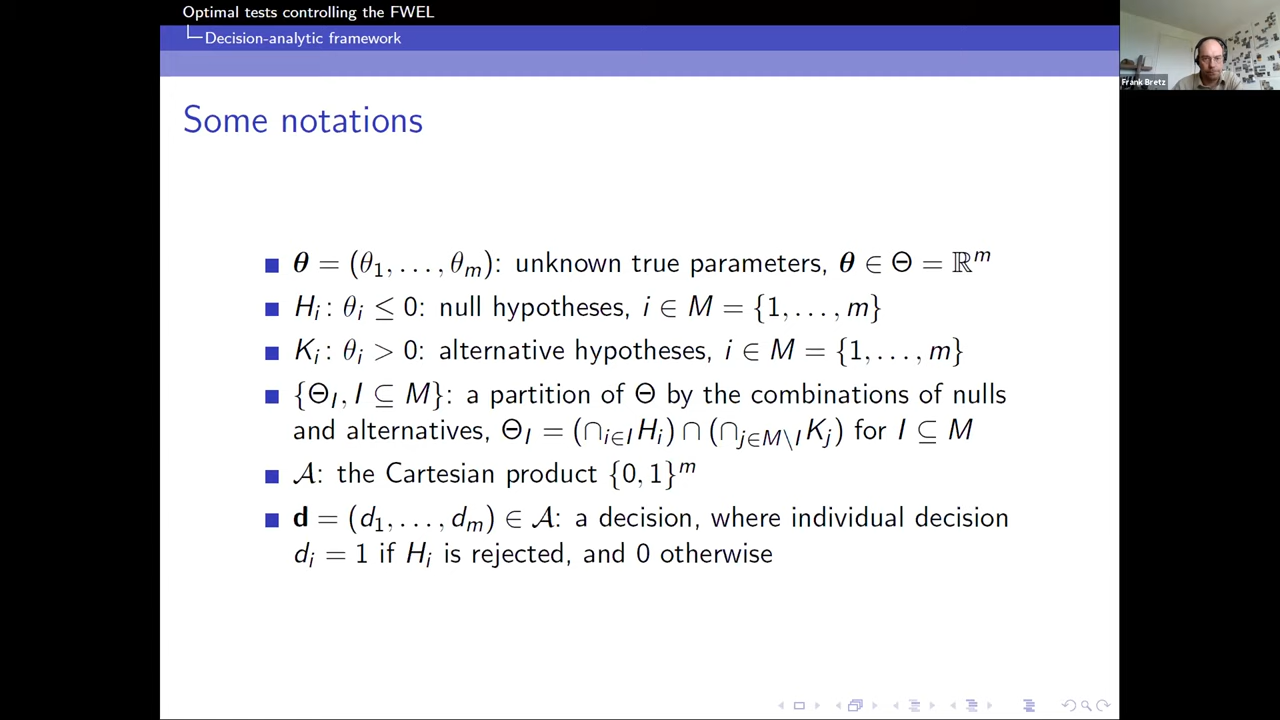 Optimal tests controlling the FWEL
Decision-analytic framework
Frank Bretz
Some notations
θ = (θ₁, . . . , θₘ): unknown true parameters, θ ∈ Θ = ℝᵐ
Hᵢ : θᵢ ≤ 0: null hypotheses, i ∈ M = {1, . . . , m}
Kᵢ : θᵢ > 0: alternative hypotheses, i ∈ M = {1, . . . , m}
{Θ_I, I ⊆ M}: a partition of Θ by the combinations of nulls
and alternatives, Θ_I = (∩_{i∈I} Hᵢ) ∩ (∩_{j∈M\I} Kⱼ) for I ⊆ M
𝒜: the Cartesian product {0, 1}ᵐ
d = (d₁, . . . , dₘ) ∈ 𝒜: a decision, where individual decision
dᵢ = 1 if Hᵢ is rejected, and 0 otherwise